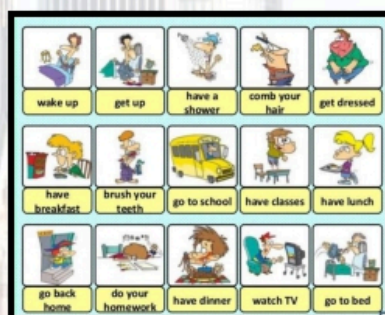 wake up
get up
have a
shower
comb your
hair
get dressed
have
breakfast
brush your
teeth
go to school
have classes
have lunch
go back
home
do your
homework
have dinner
watch TV
go to bed